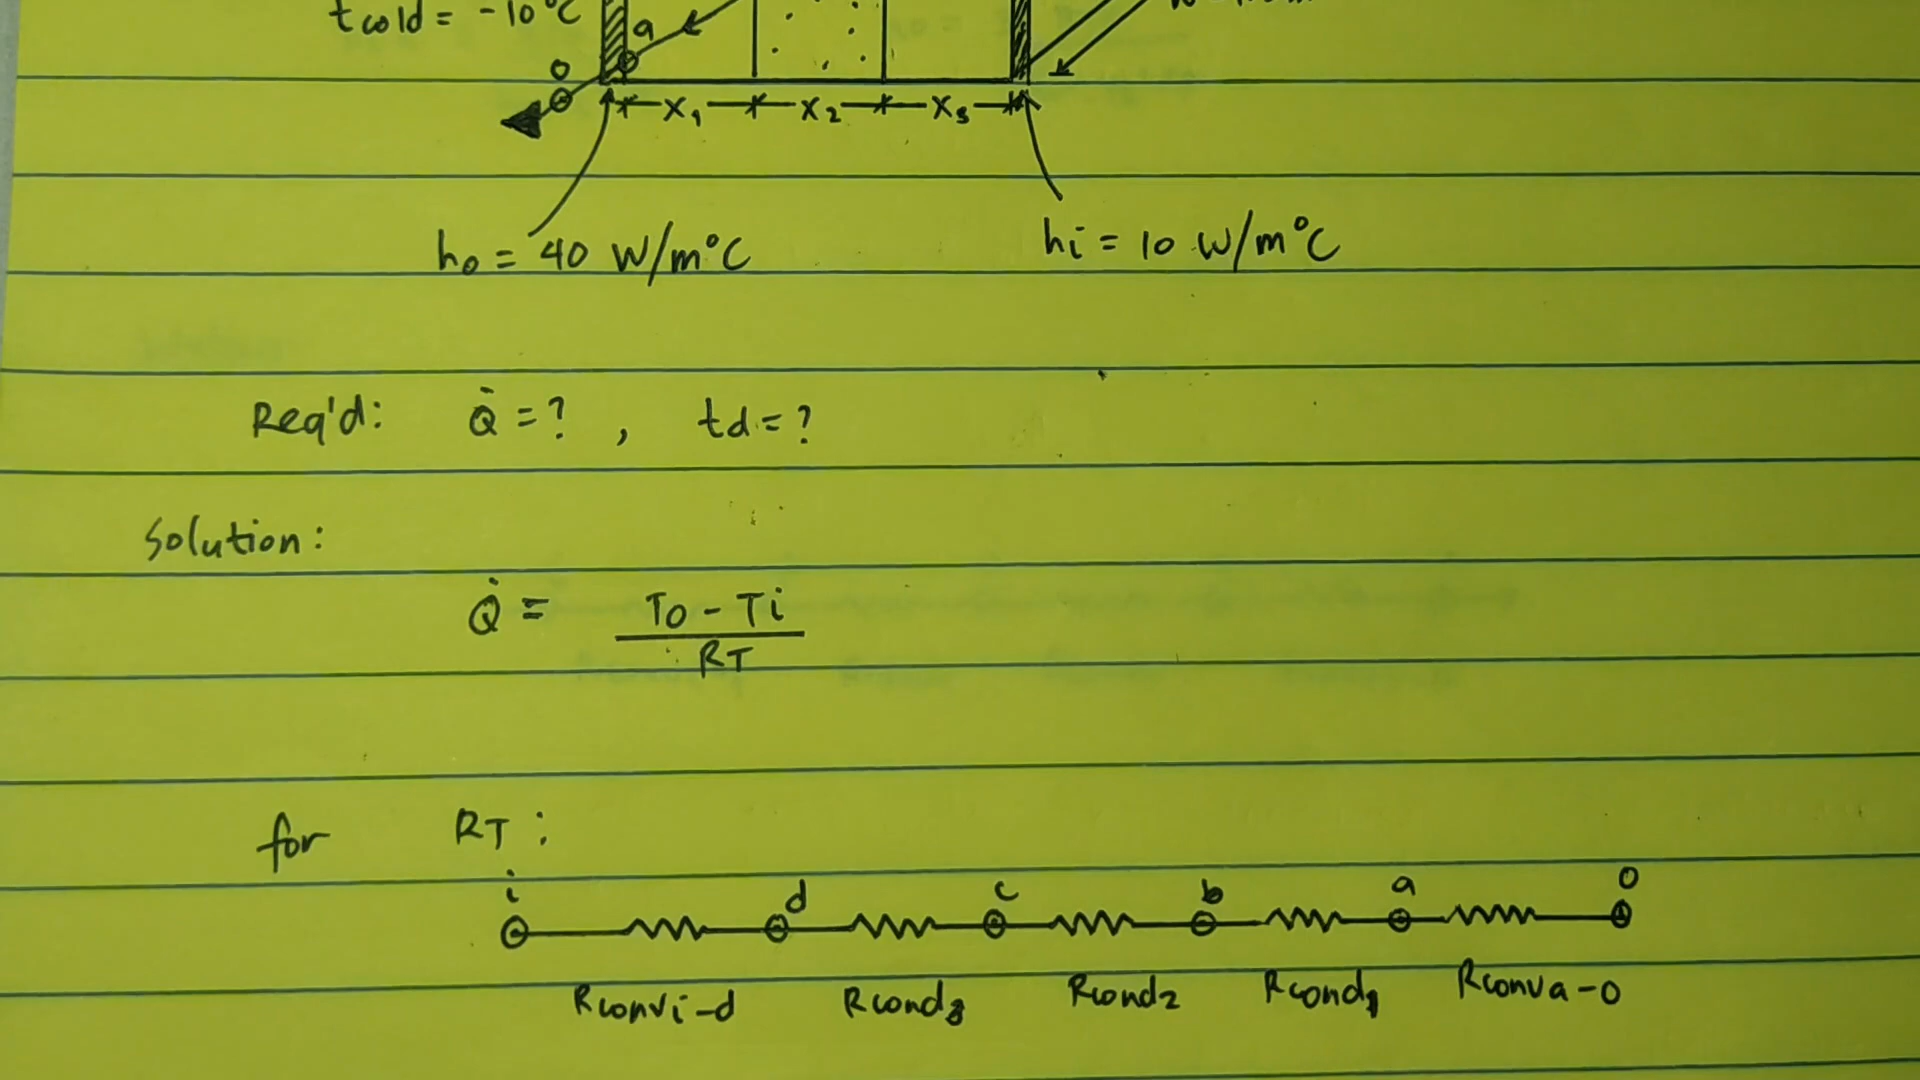 tcold = -10°C
a
o
x₁ x₂ x₃
ho = 40 W/m°C
hi = 10 W/m°C
Req'd: Q̇ = ? , td = ?
Solution:
Q̇ = To - Ti
RT
for RT :
i d c b a o
Rconvi-d Rcond₃ Rcond₂ Rcond₁ Rconva-o